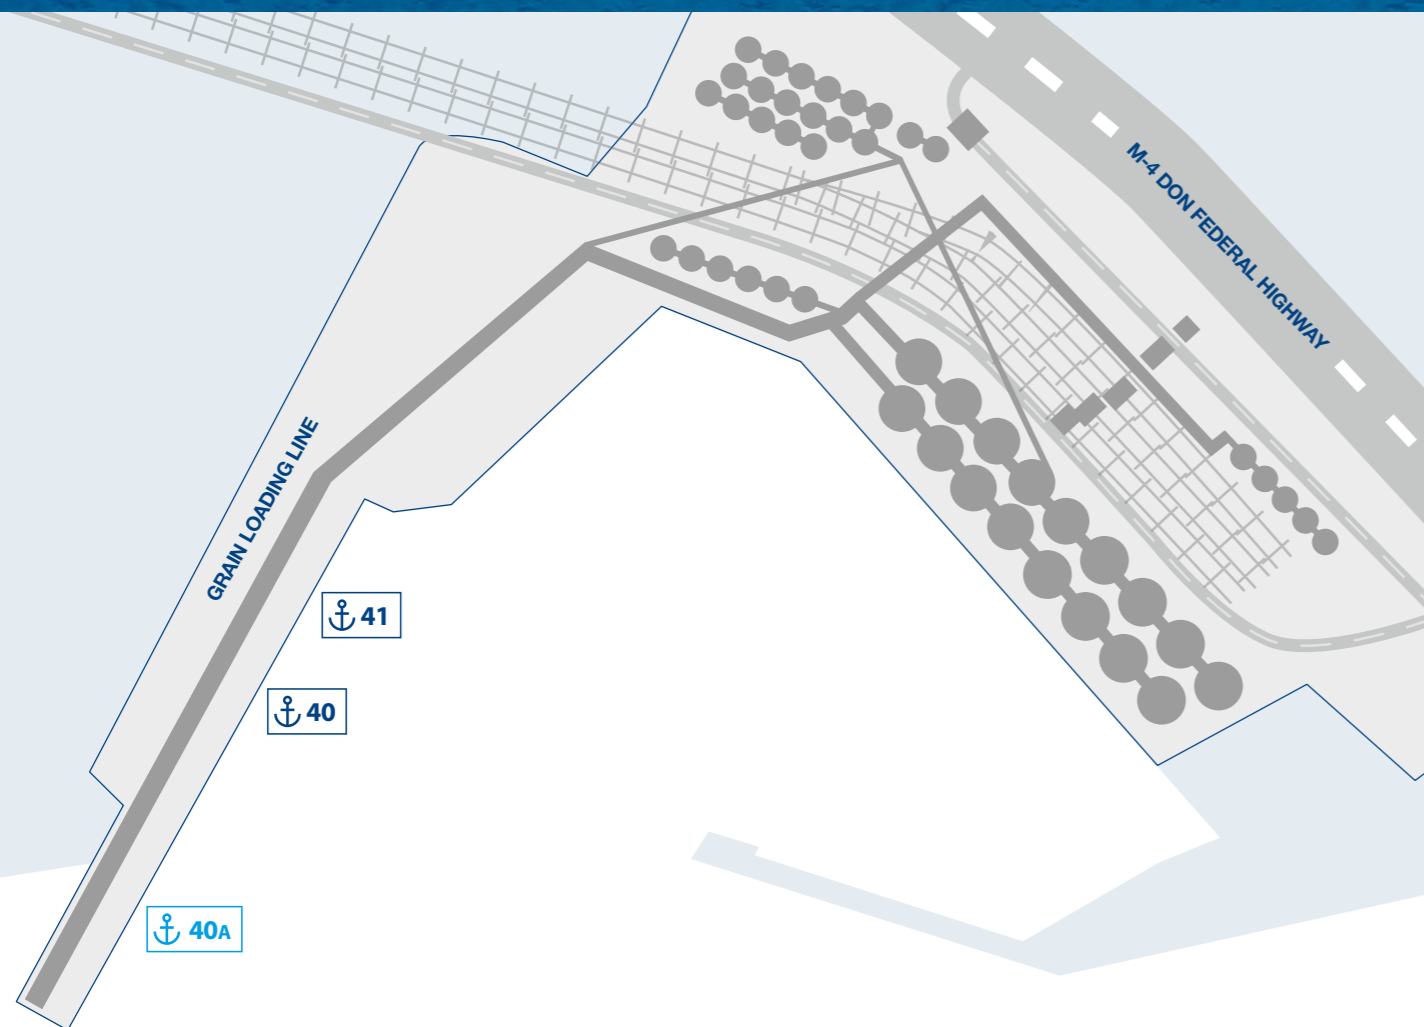 M-4 DON FEDERAL HIGHWAY
GRAIN LOADING LINE
41
40
40A